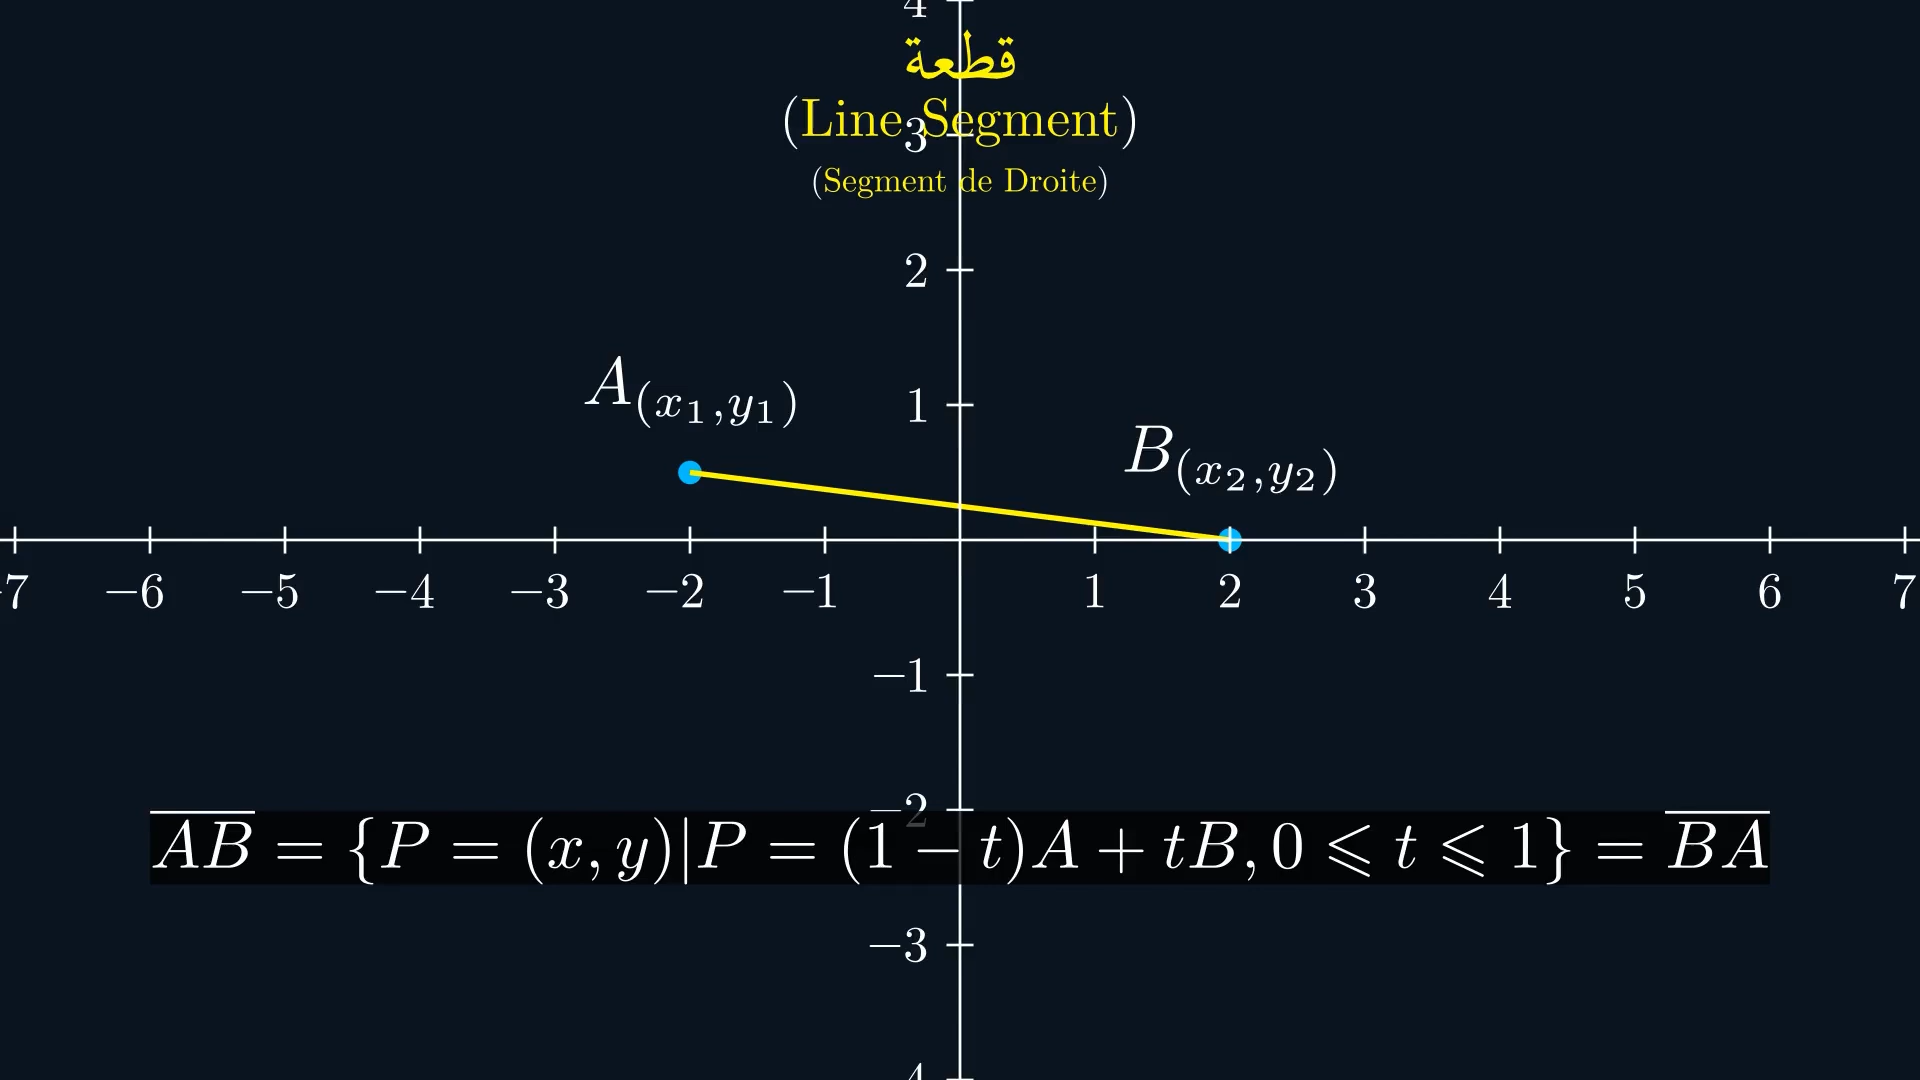 4
قطعة
(Line Segment)
3
(Segment de Droite)
2
A(x₁,y₁)
1
B(x₂,y₂)
−7 −6 −5 −4 −3 −2 −1 1 2 3 4 5 6 7
−1
−2
\overline{AB} = {P = (x, y)|P = (1 − t)A + tB, 0 ⩽ t ⩽ 1} = \overline{BA}
−3
−4